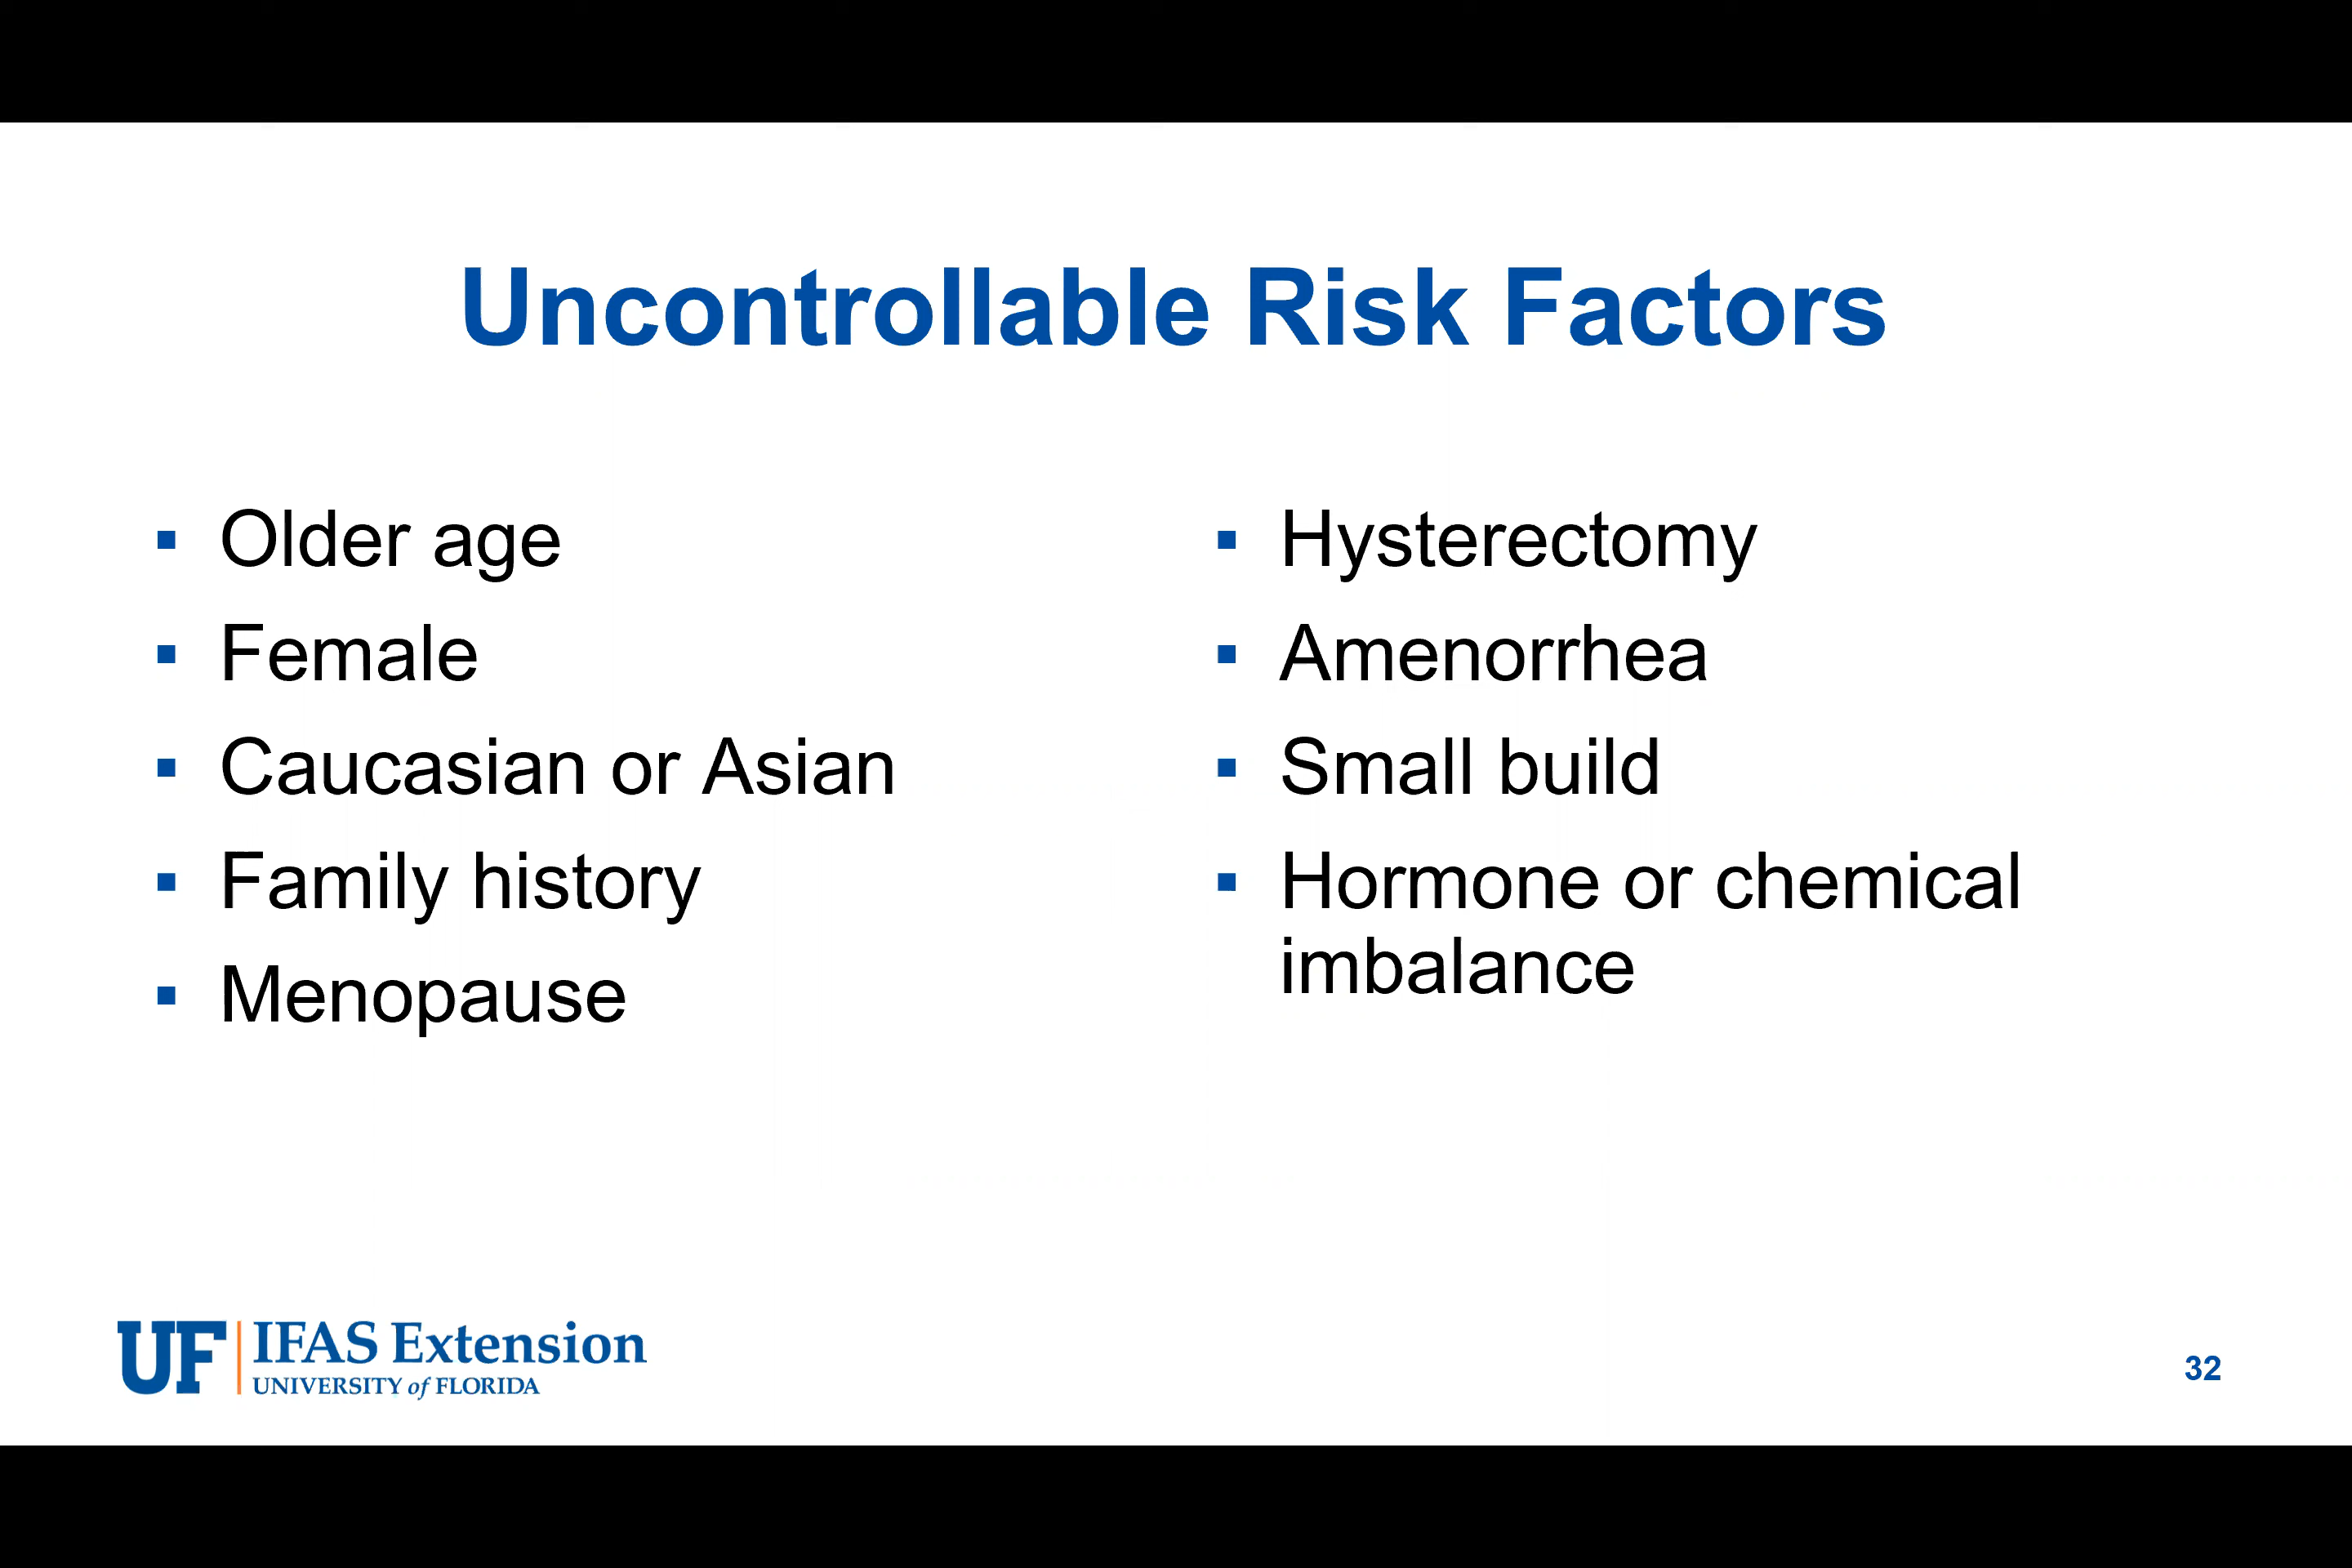 Uncontrollable Risk Factors
▪ Older age
▪ Female
▪ Caucasian or Asian
▪ Family history
▪ Menopause
▪ Hysterectomy
▪ Amenorrhea
▪ Small build
▪ Hormone or chemical
imbalance
UF IFAS Extension
UNIVERSITY of FLORIDA
32